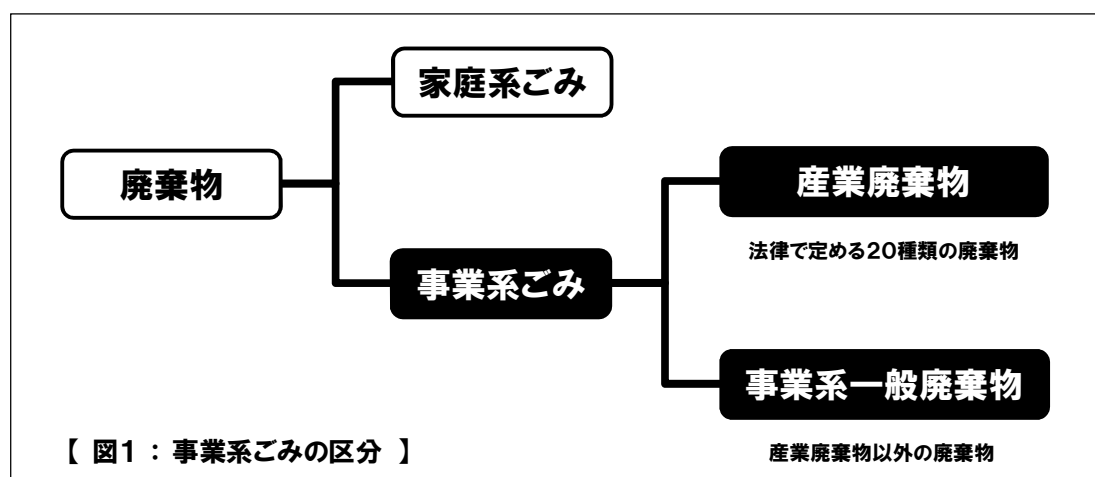 家庭系ごみ
廃棄物
産業廃棄物
法律で定める20種類の廃棄物
事業系ごみ
事業系一般廃棄物
【 図1 : 事業系ごみの区分 】
産業廃棄物以外の廃棄物